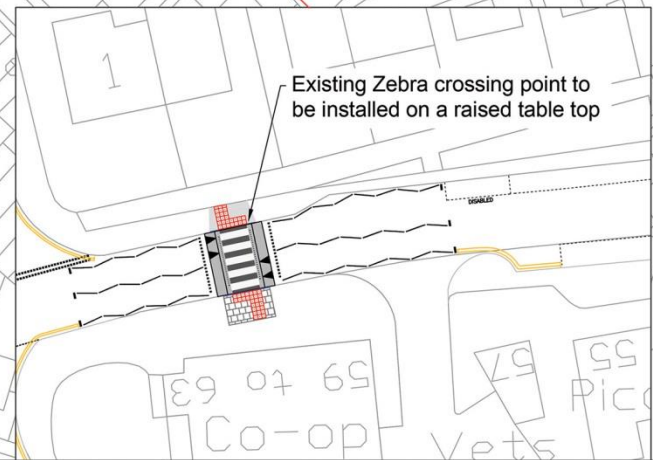 1
Existing Zebra crossing point to
be installed on a raised table top
DISABLED
59 to 63
Co-op
57
Vets
55